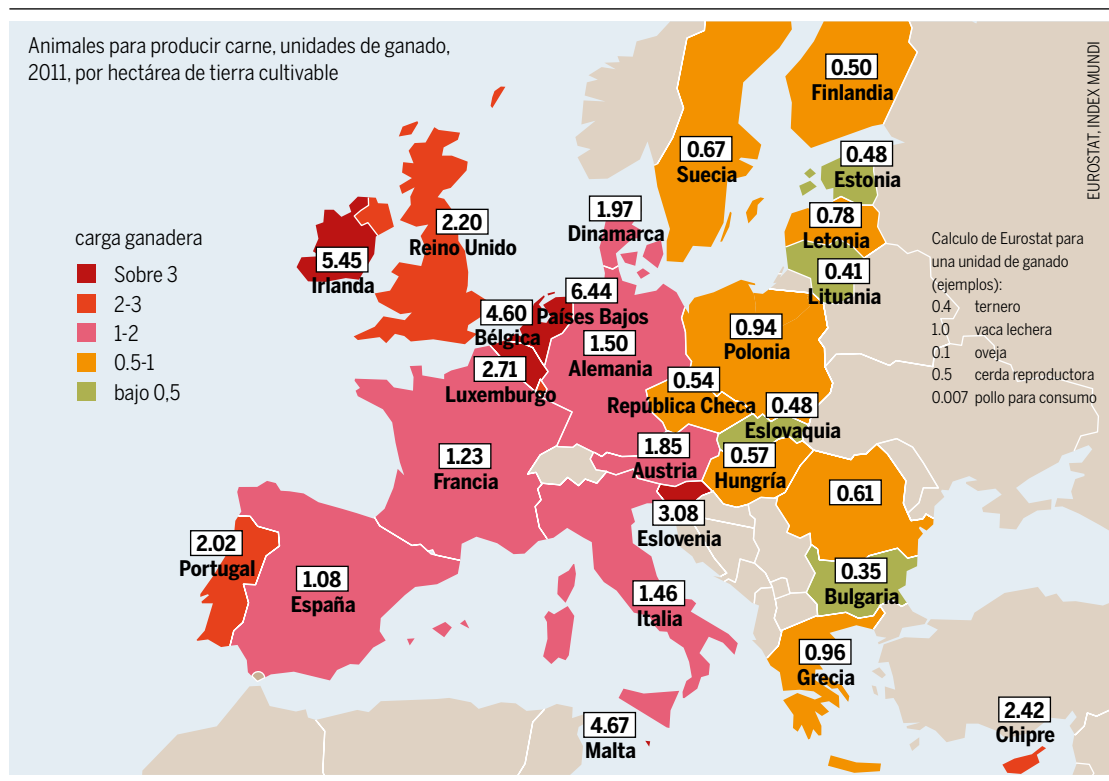 Animales para producir carne, unidades de ganado,
2011, por hectárea de tierra cultivable
EUROSTAT, INDEX MUNDI
carga ganadera
Sobre 3
2-3
1-2
0.5-1
bajo 0,5
0.50
Finlandia
0.67
Suecia
0.48
Estonia
0.78
Letonia
0.41
Lituania
1.97
Dinamarca
2.20
Reino Unido
5.45
Irlanda
6.44
Países Bajos
4.60
Bélgica
2.71
Luxemburgo
1.50
Alemania
0.94
Polonia
0.54
República Checa
0.48
Eslovaquia
1.85
Austria
0.57
Hungría
1.23
Francia
0.61
3.08
Eslovenia
2.02
Portugal
1.08
España
1.46
Italia
0.35
Bulgaria
0.96
Grecia
4.67
Malta
2.42
Chipre
Calculo de Eurostat para
una unidad de ganado
(ejemplos):
0.4 ternero
1.0 vaca lechera
0.1 oveja
0.5 cerda reproductora
0.007 pollo para consumo